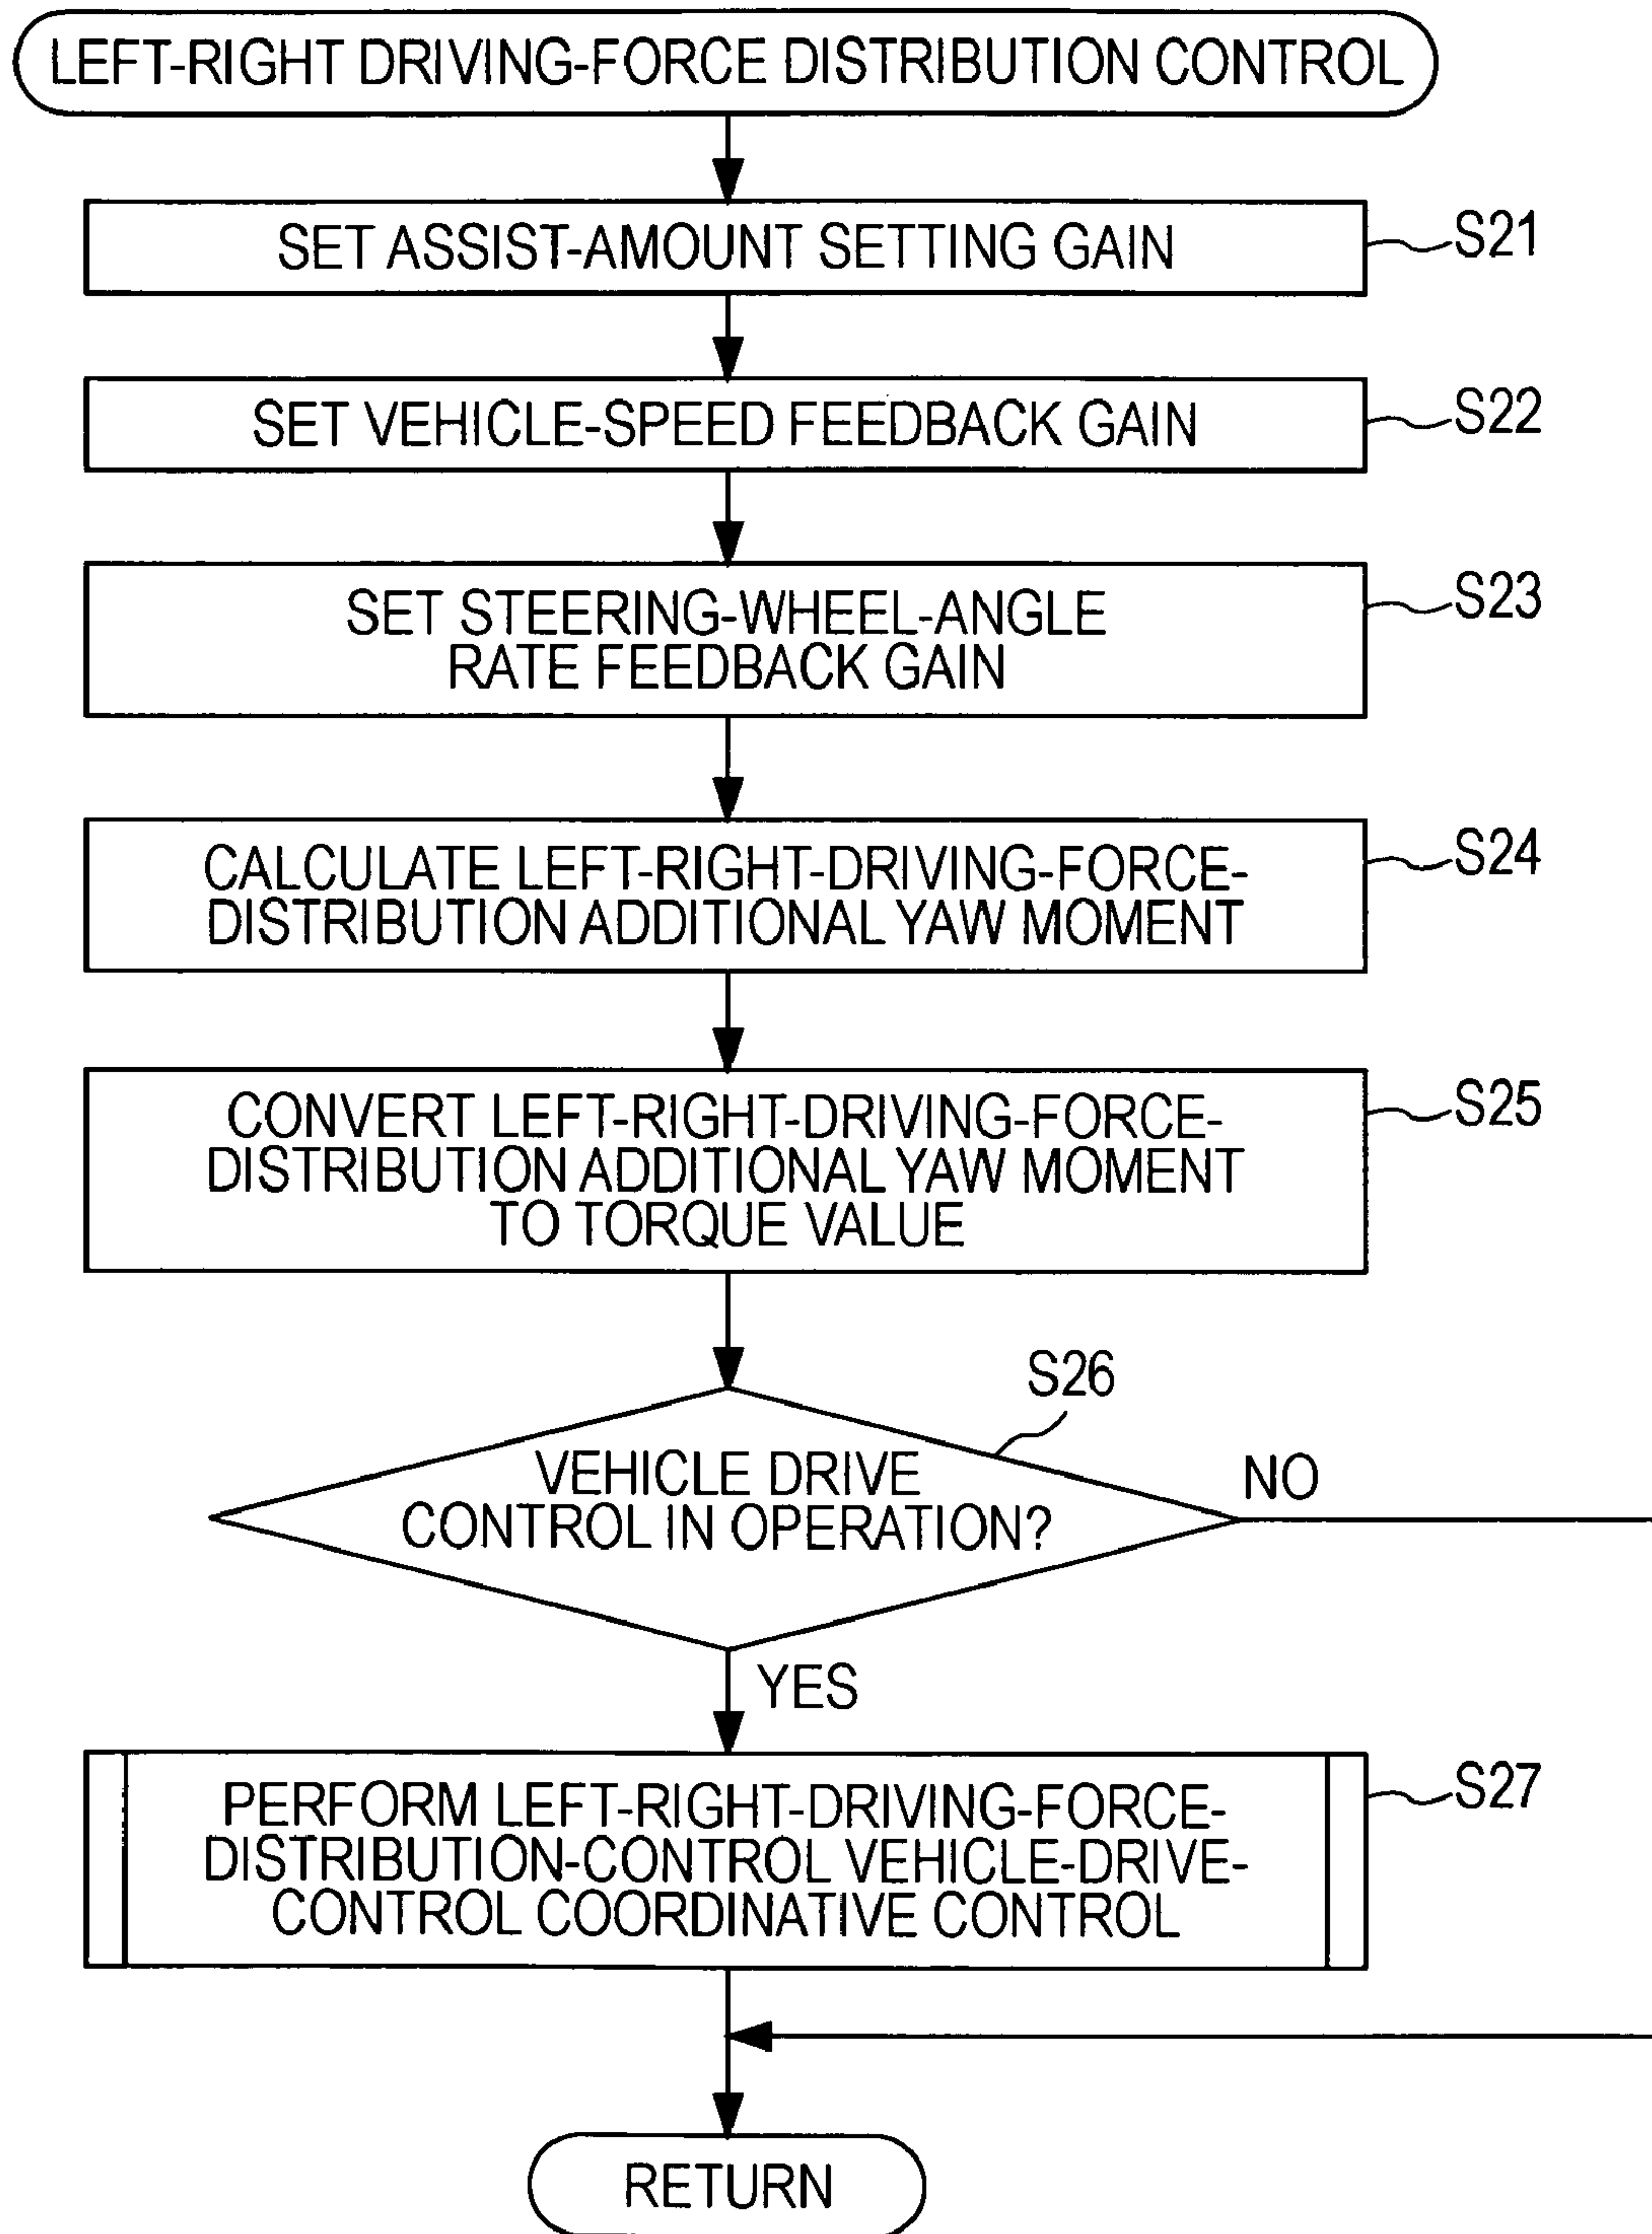 LEFT-RIGHT DRIVING-FORCE DISTRIBUTION CONTROL
SET ASSIST-AMOUNT SETTING GAIN
S21
SET VEHICLE-SPEED FEEDBACK GAIN
S22
SET STEERING-WHEEL-ANGLE
RATE FEEDBACK GAIN
S23
CALCULATE LEFT-RIGHT-DRIVING-FORCE-
DISTRIBUTION ADDITIONAL YAW MOMENT
S24
CONVERT LEFT-RIGHT-DRIVING-FORCE-
DISTRIBUTION ADDITIONAL YAW MOMENT
TO TORQUE VALUE
S25
S26
VEHICLE DRIVE
CONTROL IN OPERATION?
NO
YES
PERFORM LEFT-RIGHT-DRIVING-FORCE-
DISTRIBUTION-CONTROL VEHICLE-DRIVE-
CONTROL COORDINATIVE CONTROL
S27
RETURN